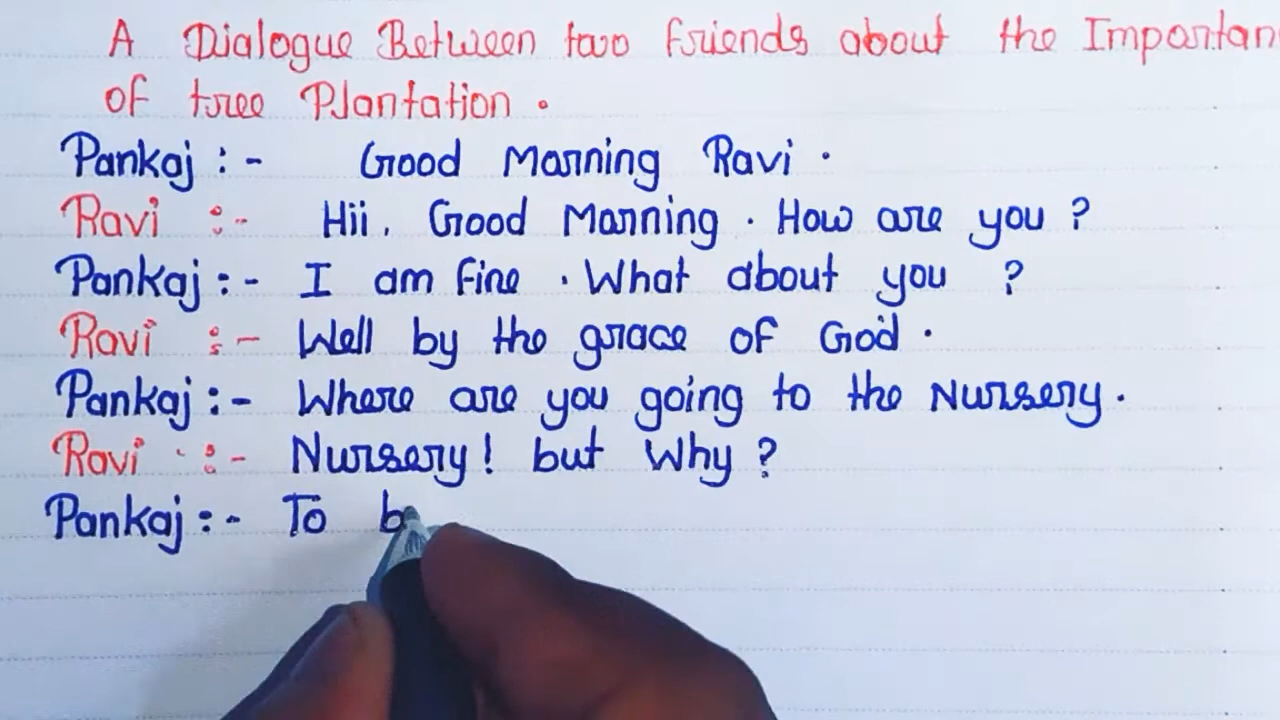 A Dialogue Between two friends about the Importan
of tree Plantation .
Pankaj :- Good Morning Ravi .
Ravi :- Hii. Good Morning . How are you ?
Pankaj :- I am fine . What about you ?
Ravi :- Well by the grace of God .
Pankaj :- Where are you going to the Nursery .
Ravi :- Nursery! but Why ?
Pankaj :- To b